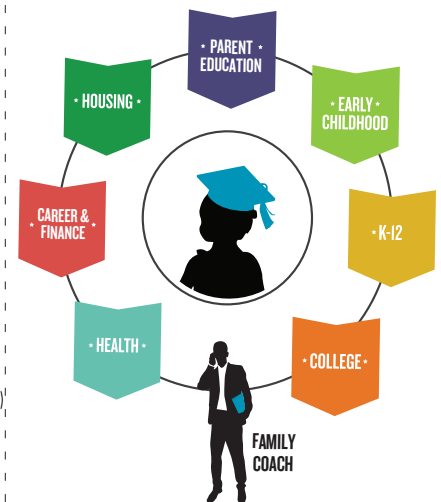 • PARENT •
EDUCATION
• HOUSING •
• EARLY •
CHILDHOOD
CAREER &
• FINANCE •
• K-12
• HEALTH •
• COLLEGE •
FAMILY
COACH
)